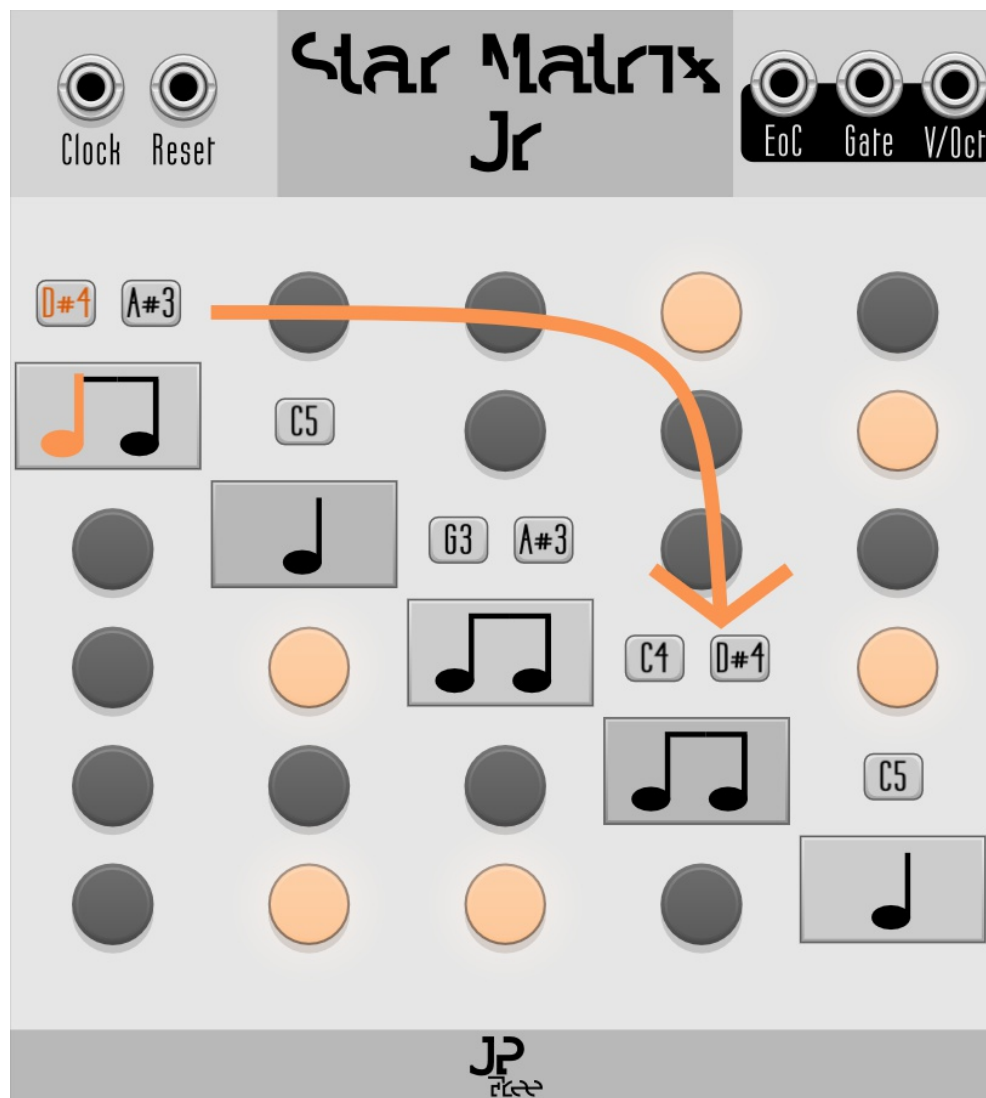 Star Matrix
Jr
Clock Reset
EoC Gate V/Oct
D#4 A#3
C5
G3 A#3
C4 D#4
C5
JP